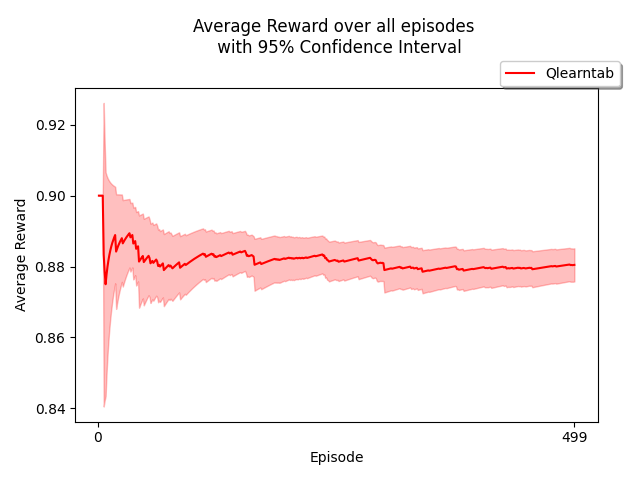 Average Reward over all episodes
with 95% Confidence Interval
Qlearntab
0.92
0.90
0.88
0.86
0.84
Average Reward
0
499
Episode